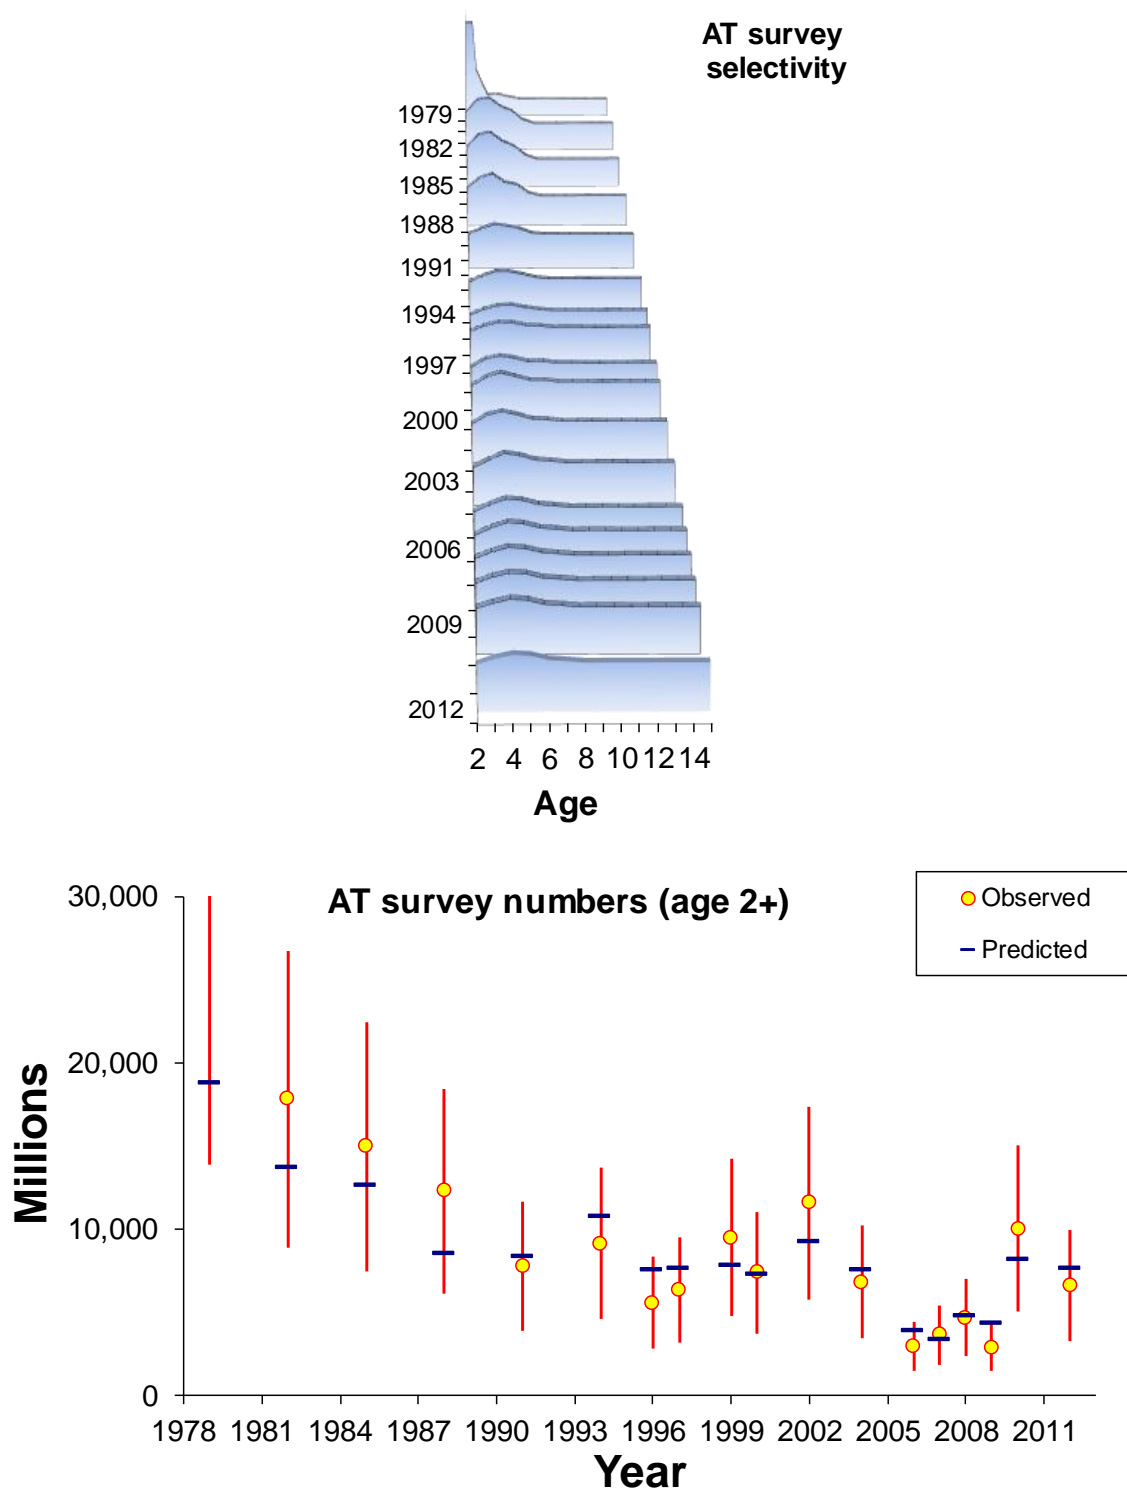 AT survey
selectivity
1979
1982
1985
1988
1991
1994
1997
2000
2003
2006
2009
2012
2 4 6 8 10 12 14
Age
AT survey numbers (age 2+)
Observed
Predicted
Millions
30,000
20,000
10,000
0
1978 1981 1984 1987 1990 1993 1996 1999 2002 2005 2008 2011
Year